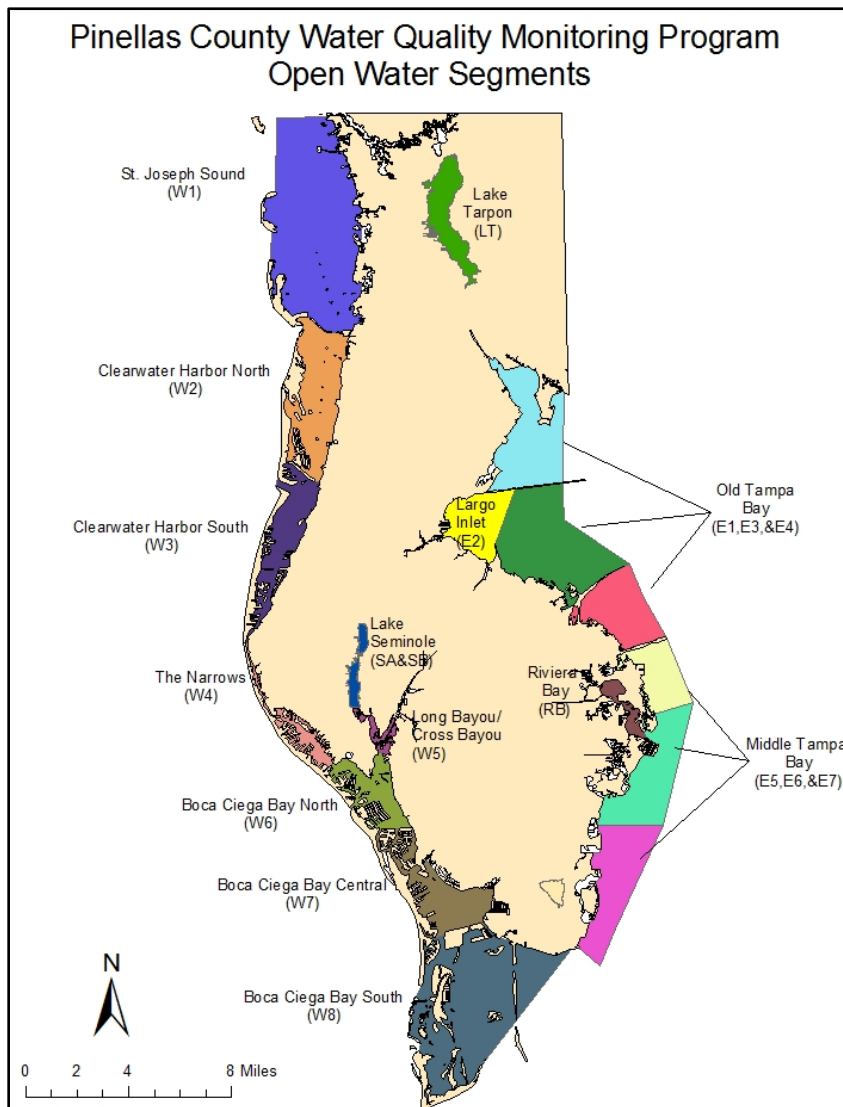 Pinellas County Water Quality Monitoring Program
Open Water Segments
St. Joseph Sound
(W1)
Lake
Tarpon
(LT)
Clearwater Harbor North
(W2)
Largo
Inlet
(E2)
Old Tampa
Bay
(E1,E3,&E4)
Clearwater Harbor South
(W3)
Lake
Seminole
(SA&SB)
The Narrows
(W4)
Riviera
Bay
(RB)
Long Bayou/
Cross Bayou
(W5)
Middle Tampa
Bay
(E5,E6,&E7)
Boca Ciega Bay North
(W6)
Boca Ciega Bay Central
(W7)
Boca Ciega Bay South
(W8)
N
0 2 4 8 Miles